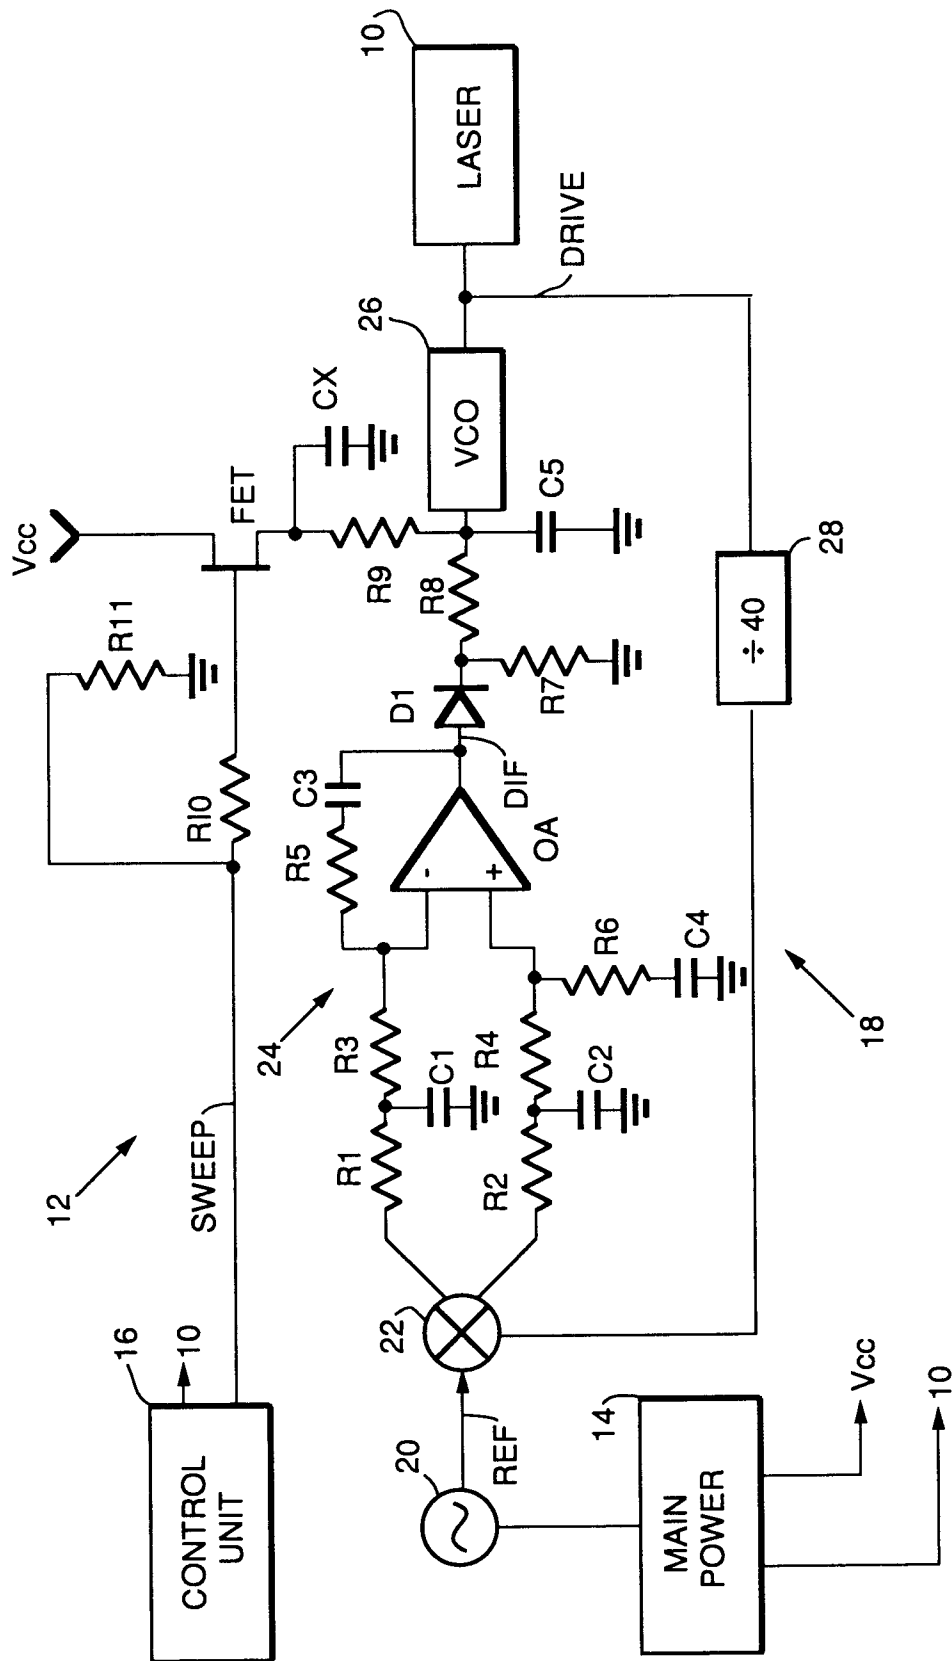 12
SWEEP
Vcc
R11
RI0
FET
CX
CONTROL
UNIT
16
10
24
R5
C3
R9
26
VCO
LASER
10
R1
R3
C1
-
+
OA
DIF
D1
R8
R7
C5
DRIVE
22
R2
R4
C2
R6
C4
20
REF
18
÷40
28
MAIN
POWER
14
Vcc
10